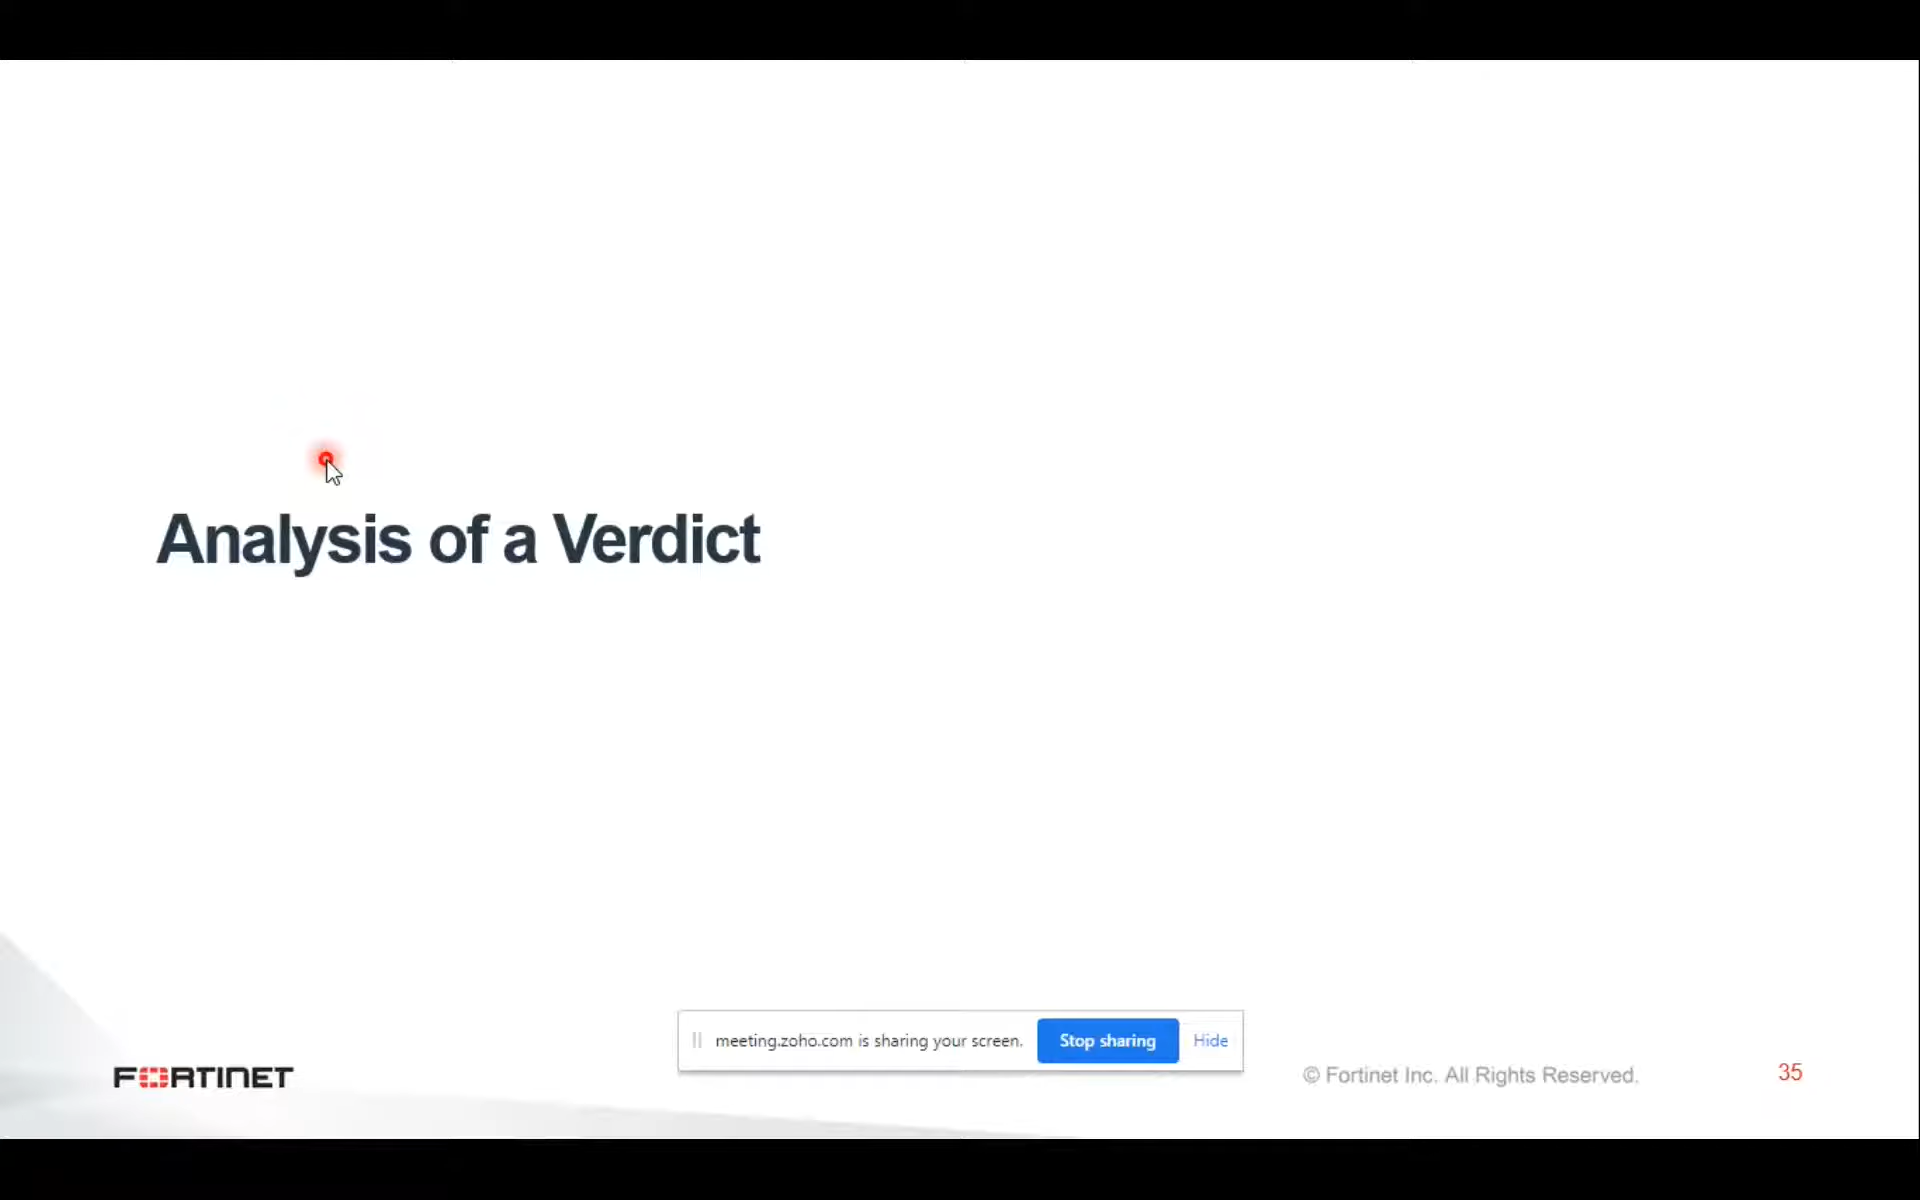 Analysis of a Verdict
meeting.zoho.com is sharing your screen. Stop sharing Hide
FORTINET
© Fortinet Inc. All Rights Reserved. 35